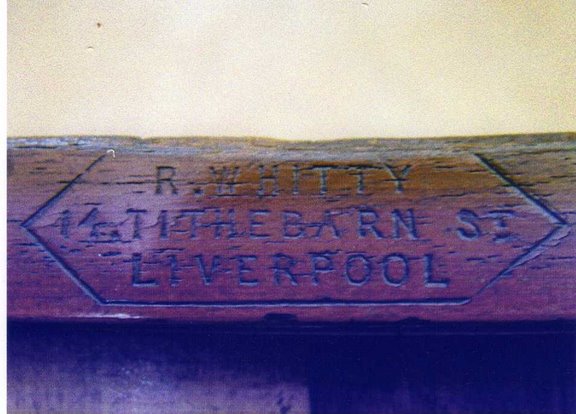 R. WHITTY
14. TITHEBARN ST
LIVERPOOL